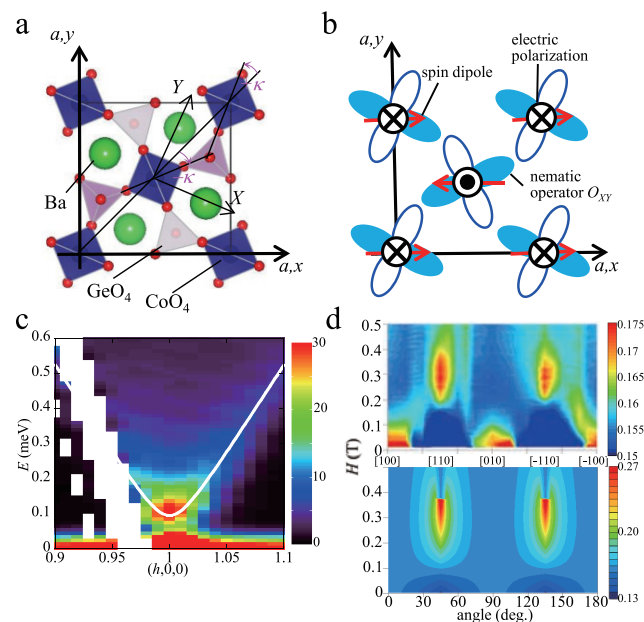 a
a,y
κ
Y
-κ
X
Ba
a,x
GeO4
CoO4
b
a,y
electric
polarization
spin dipole
nematic
operator OXY
a,x
c
0.6
0.5
0.4
0.3
0.2
0.1
0
E (meV)
0.9
0.95
1.05
1.1
(h,0,0)
30
20
10
0
d
0.5
0.4
0.3
0.2
0.1
0
[100]
[110]
[010]
[-110]
[-100]
0.175
0.17
0.165
0.16
0.155
0.15
H (T)
0.4
0.3
0.2
0.1
0
0
30
60
90
120
150
180
angle (deg.)
0.27
0.21
0.17
0.13